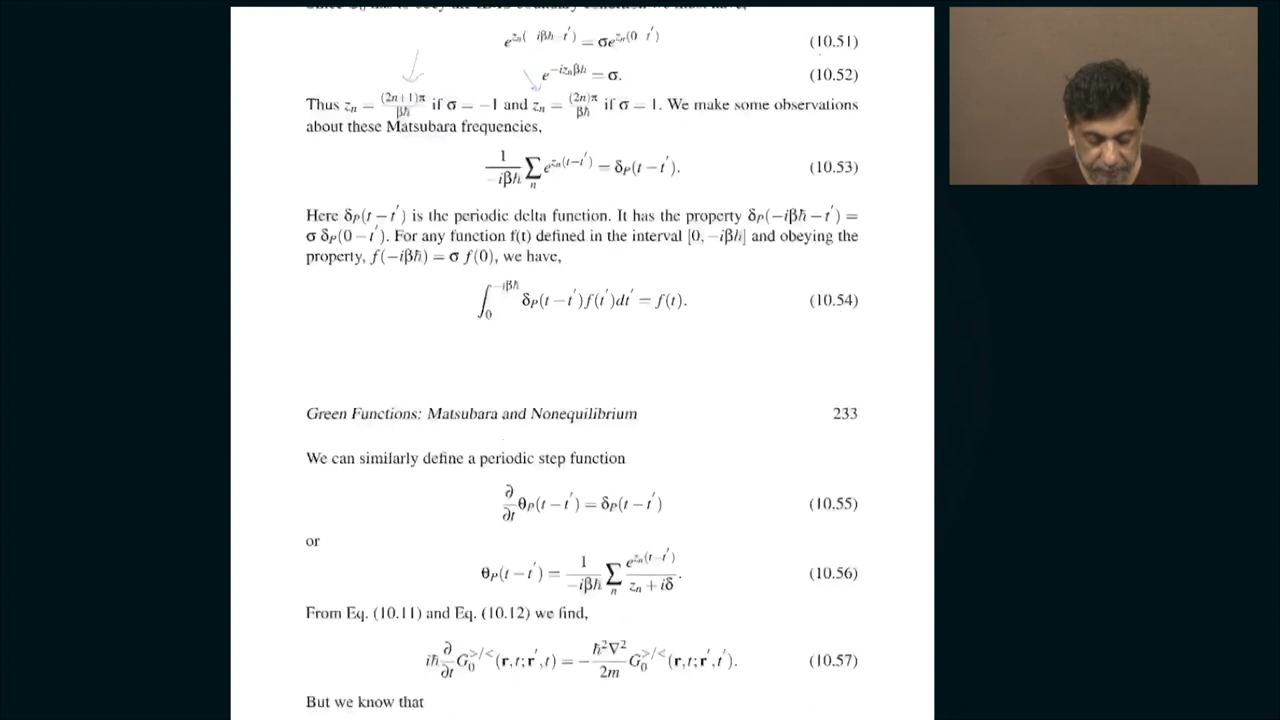 e^{z_n(-iβħ-t')} = σe^{z_n(0-t')} (10.51)
e^{-iz_nβħ} = σ. (10.52)
Thus z_n = (2n+1)π/βħ if σ = −1 and z_n = (2n)π/βħ if σ = 1. We make some observations
about these Matsubara frequencies,
1/−iβħ ∑_n e^{z_n(t−t')} = δ_P(t − t'). (10.53)
Here δ_P(t − t') is the periodic delta function. It has the property δ_P(−iβħ − t') =
σ δ_P(0 − t'). For any function f(t) defined in the interval [0, −iβħ] and obeying the
property, f(−iβħ) = σ f(0), we have,
∫_0^{−iβħ} δ_P(t − t') f(t')dt' = f(t). (10.54)
Green Functions: Matsubara and Nonequilibrium 233
We can similarly define a periodic step function
∂/∂t θ_P(t − t') = δ_P(t − t') (10.55)
or
θ_P(t − t') = 1/−iβħ ∑_n e^{z_n(t−t')}/z_n + iδ. (10.56)
From Eq. (10.11) and Eq. (10.12) we find,
iħ ∂/∂t G_0^{>/<}(r,t;r',t) = − ħ²∇²/2m G_0^{>/<}(r,t;r',t'). (10.57)
But we know that